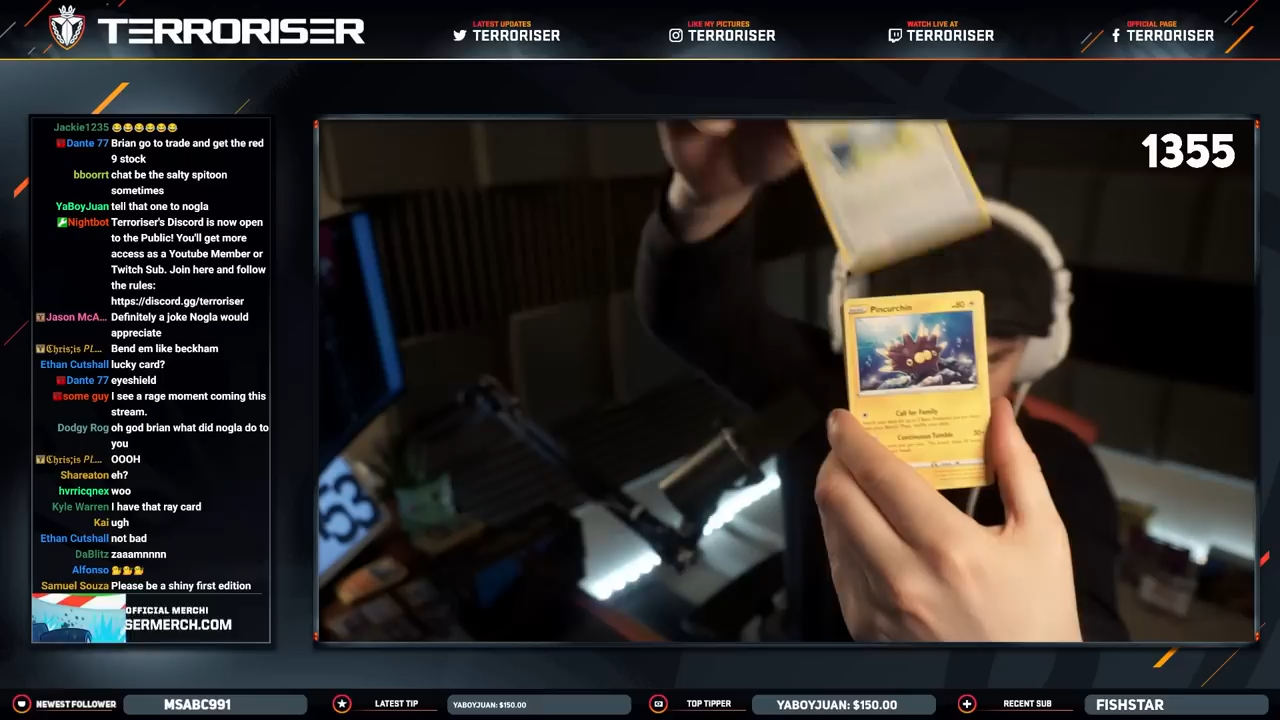 TERRORISER
LATEST UPDATES
TERRORISER
LIKE MY PICTURES
TERRORISER
WATCH LIVE AT
TERRORISER
OFFICIAL PAGE
TERRORISER
Jackie1235 😂😂😂😂😂😂
Dante 77 Brian go to trade and get the red
9 stock
bboorrt chat be the salty spitoon
sometimes
YaBoyJuan tell that one to nogla
Nightbot Terroriser's Discord is now open
to the Public! You'll get more
access as a Youtube Member or
Twitch Sub. Join here and follow
the rules:
https://discord.gg/terroriser
Jason McA... Definitely a joke Nogla would
appreciate
ℭ𝔥𝔯𝔦𝔰;𝔦𝔰 PL... Bend em like beckham
Ethan Cutshall lucky card?
Dante 77 eyeshield
some guy I see a rage moment coming this
stream.
Dodgy Rog oh god brian what did nogla do to
you
ℭ𝔥𝔯𝔦𝔰;𝔦𝔰 PL... OOOH
Shareaton eh?
hvrricqnex woo
Kyle Warren I have that ray card
Kai ugh
Ethan Cutshall not bad
DaBlitz zaaamnnnn
Alfonso
Samuel Souza Please be a shiny first edition
OFFICIAL MERCH
SERMERCH.COM
1355
Pincurchin 80
Call for Family
Continuous Tumble 30+
NEWEST FOLLOWER
MSABC991
LATEST TIP
YABOYJUAN: $150.00
TOP TIPPER
YABOYJUAN: $150.00
RECENT SUB
FISHSTAR